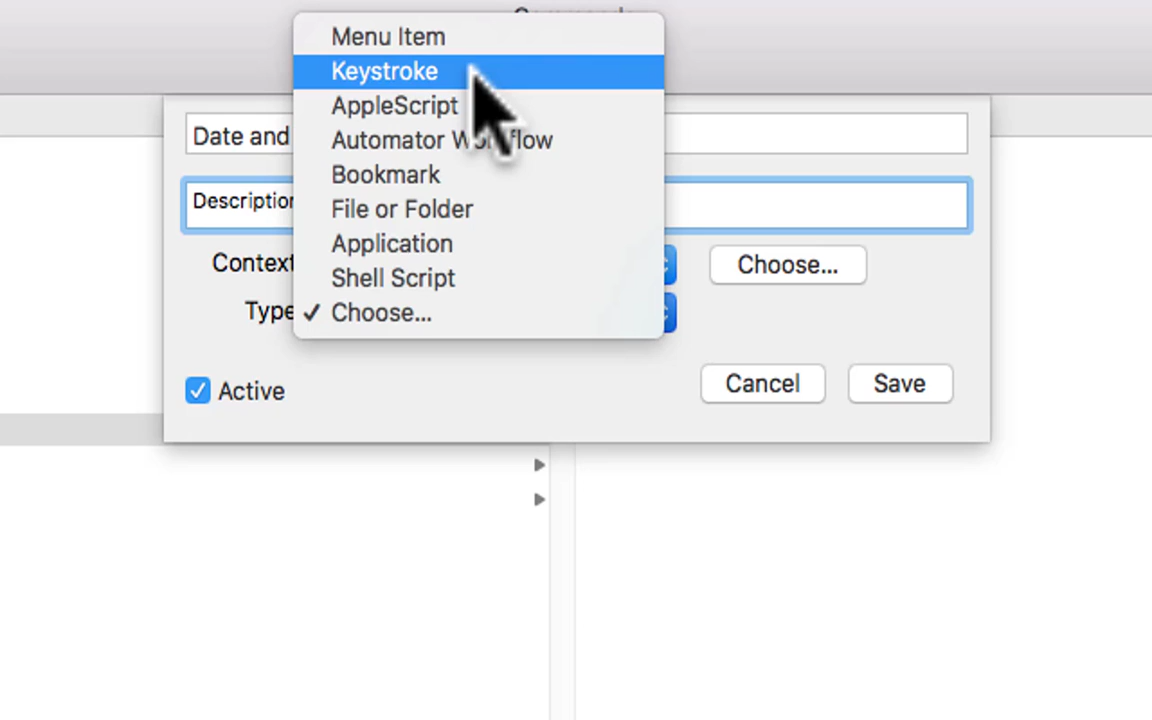 Menu Item
Keystroke
Date and
AppleScript
Automator Workflow
Bookmark
Description
File or Folder
Context
Application
Choose...
Shell Script
Type
✓ Choose...
Active
Cancel
Save